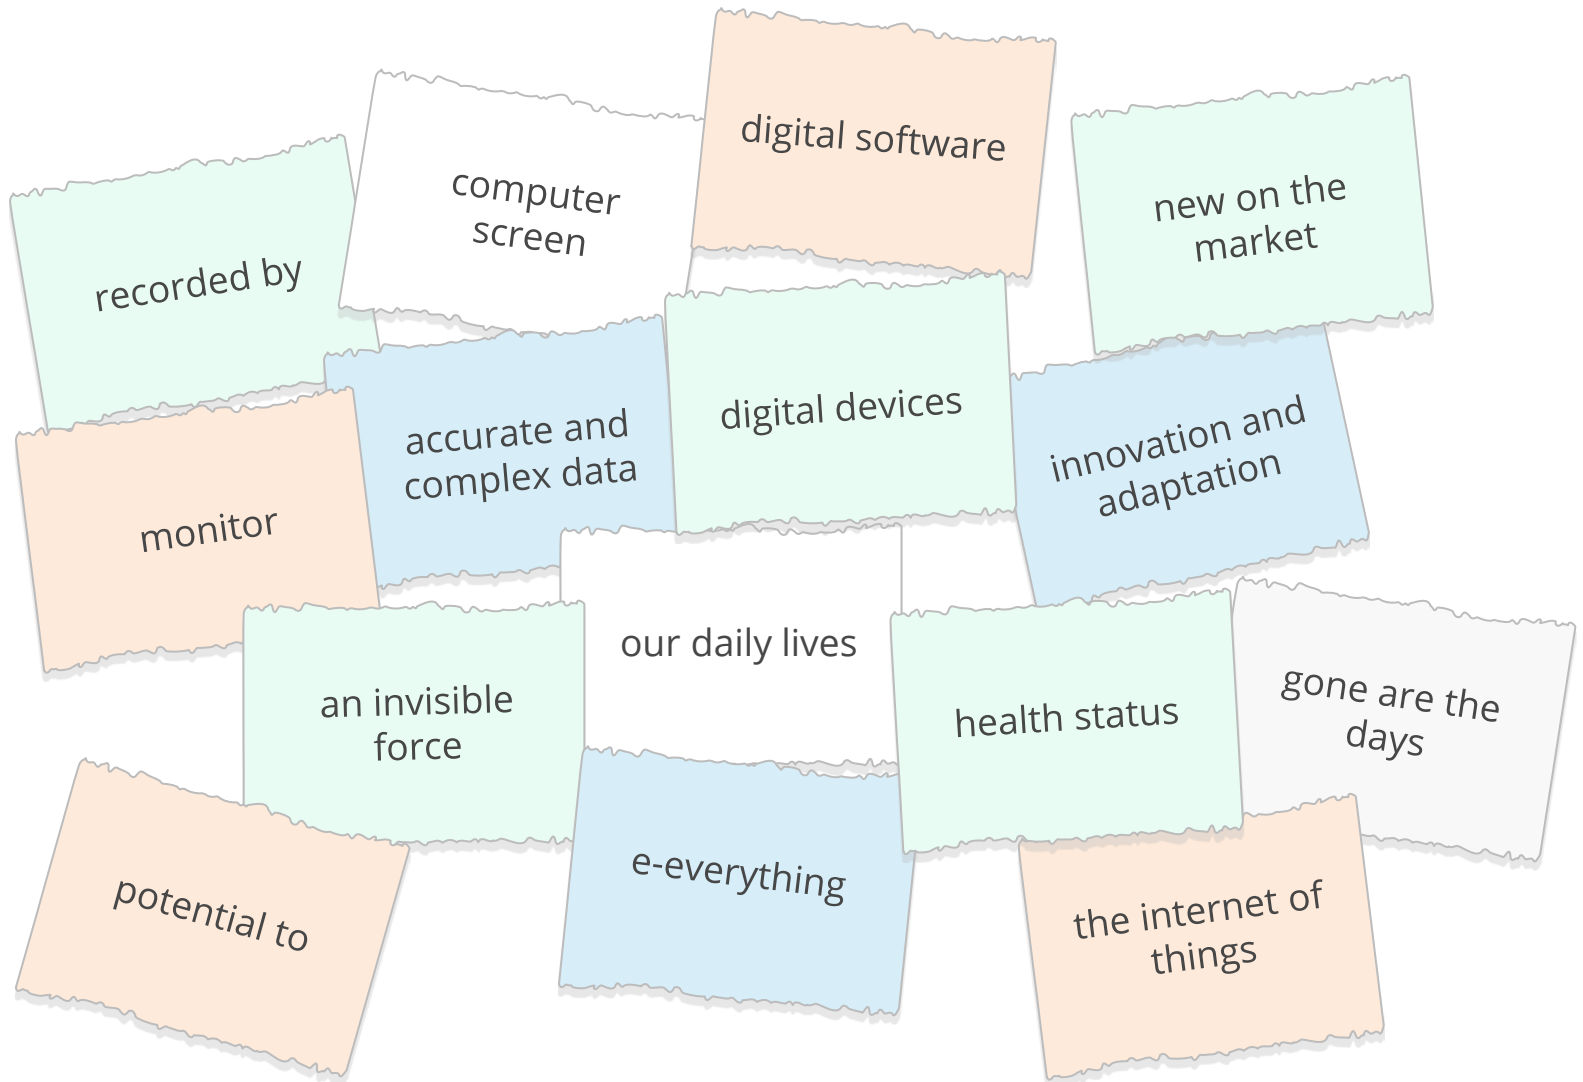 digital software
computer
screen
new on the
market
recorded by
digital devices
accurate and
complex data
innovation and
adaptation
monitor
our daily lives
an invisible
force
health status
gone are the
days
e-everything
potential to
the internet of
things